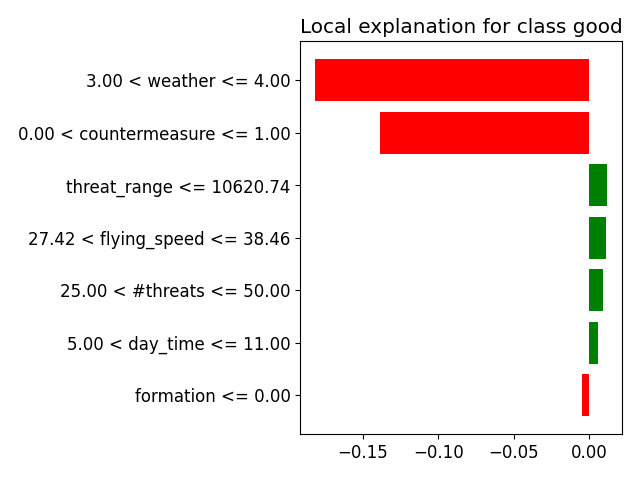 Local explanation for class good
3.00 < weather <= 4.00
0.00 < countermeasure <= 1.00
threat_range <= 10620.74
27.42 < flying_speed <= 38.46
25.00 < #threats <= 50.00
5.00 < day_time <= 11.00
formation <= 0.00
−0.15 −0.10 −0.05 0.00